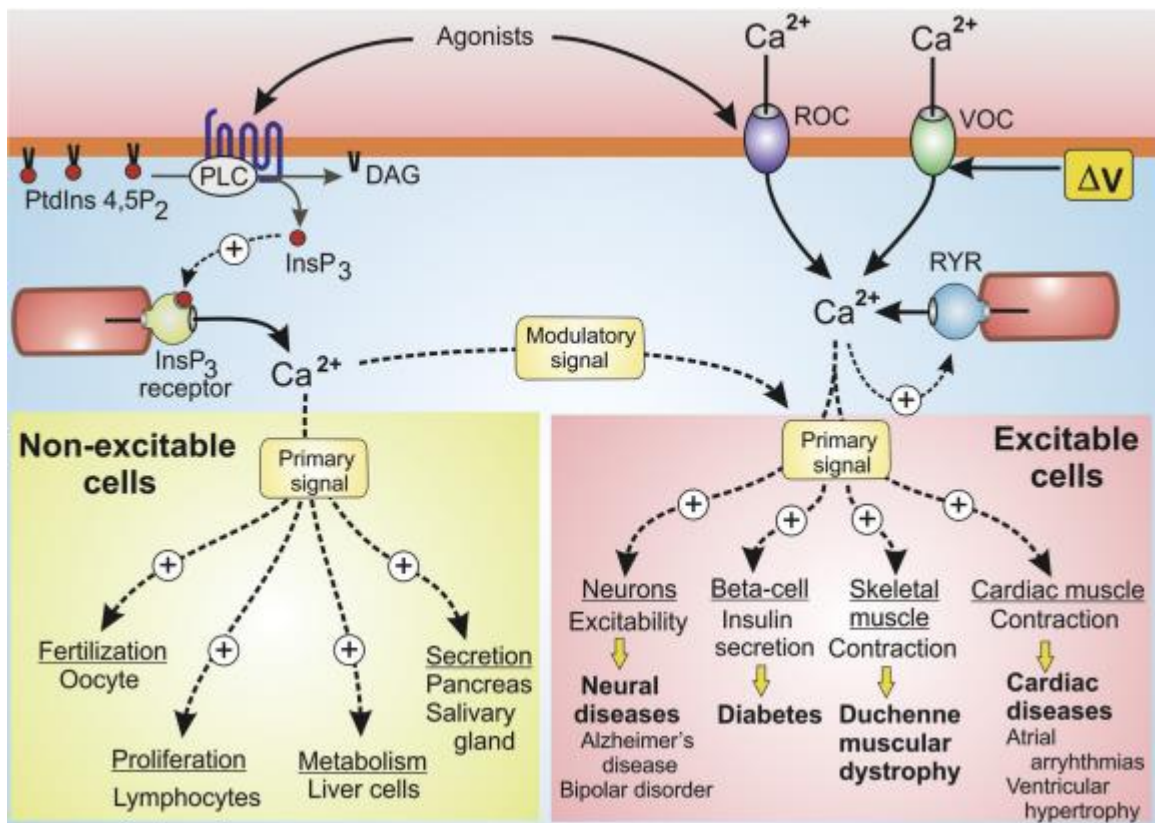 Agonists
Ca2+
Ca2+
ROC
VOC
PLC
DAG
PtdIns 4,5P2
ΔV
+
InsP3
RYR
Ca2+
InsP3
receptor
Ca2+
Modulatory
signal
+
Non-excitable
cells
Primary
signal
+
+
+
+
Fertilization
Oocyte
Proliferation
Lymphocytes
Metabolism
Liver cells
Secretion
Pancreas
Salivary
gland
Primary
signal
Excitable
cells
+
+
+
+
Neurons
Excitability
Neural
diseases
Alzheimer's
disease
Bipolar disorder
Beta-cell
Insulin
secretion
Diabetes
Skeletal
muscle
Contraction
Duchenne
muscular
dystrophy
Cardiac muscle
Contraction
Cardiac
diseases
Atrial
arryhthmias
Ventricular
hypertrophy